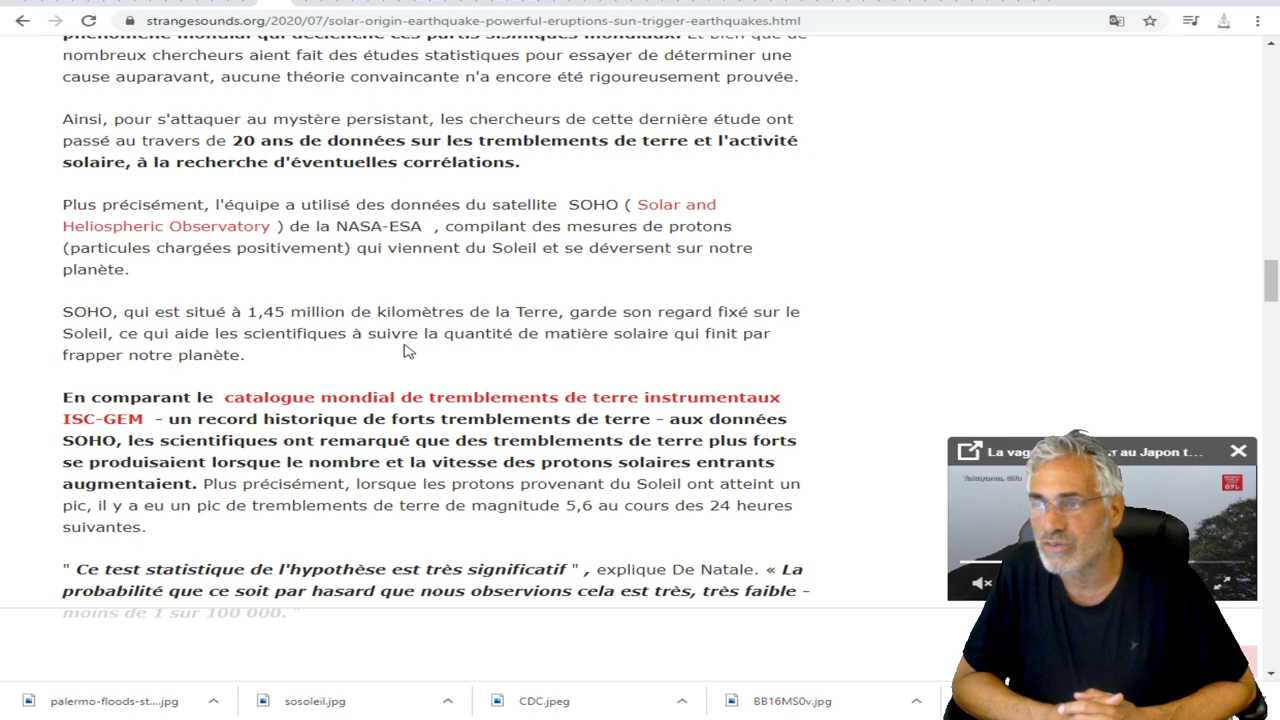 strangesounds.org/2020/07/solar-origin-earthquake-powerful-eruptions-sun-trigger-earthquakes.html
phénomène mondial qui déclenche ces partis sismiques mondiaux. Et bien que de
nombreux chercheurs aient fait des études statistiques pour essayer de déterminer une
cause auparavant, aucune théorie convaincante n'a encore été rigoureusement prouvée.
Ainsi, pour s'attaquer au mystère persistant, les chercheurs de cette dernière étude ont
passé au travers de 20 ans de données sur les tremblements de terre et l'activité
solaire, à la recherche d'éventuelles corrélations.
Plus précisément, l'équipe a utilisé des données du satellite SOHO ( Solar and
Heliospheric Observatory ) de la NASA-ESA , compilant des mesures de protons
(particules chargées positivement) qui viennent du Soleil et se déversent sur notre
planète.
SOHO, qui est situé à 1,45 million de kilomètres de la Terre, garde son regard fixé sur le
Soleil, ce qui aide les scientifiques à suivre la quantité de matière solaire qui finit par
frapper notre planète.
En comparant le catalogue mondial de tremblements de terre instrumentaux
ISC-GEM - un record historique de forts tremblements de terre - aux données
SOHO, les scientifiques ont remarqué que des tremblements de terre plus forts
se produisaient lorsque le nombre et la vitesse des protons solaires entrants
augmentaient. Plus précisément, lorsque les protons provenant du Soleil ont atteint un
pic, il y a eu un pic de tremblements de terre de magnitude 5,6 au cours des 24 heures
suivantes.
" Ce test statistique de l'hypothèse est très significatif " , explique De Natale. « La
probabilité que ce soit par hasard que nous observions cela est très, très faible -
moins de 1 sur 100 000. "
La au Japon t...
palermo-floods-st....jpg
sosoleil.jpg
CDC.jpeg
BB16MS0v.jpg